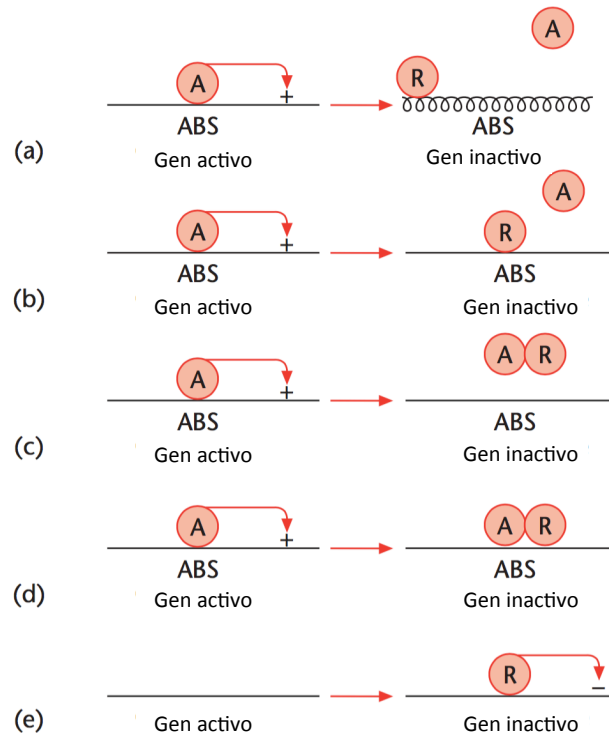 A + R A
ABS ABS
(a) Gen activo Gen inactivo
A + R A
ABS ABS
(b) Gen activo Gen inactivo
A + A R
ABS ABS
(c) Gen activo Gen inactivo
A + A R
ABS ABS
(d) Gen activo Gen inactivo
R −
(e) Gen activo Gen inactivo